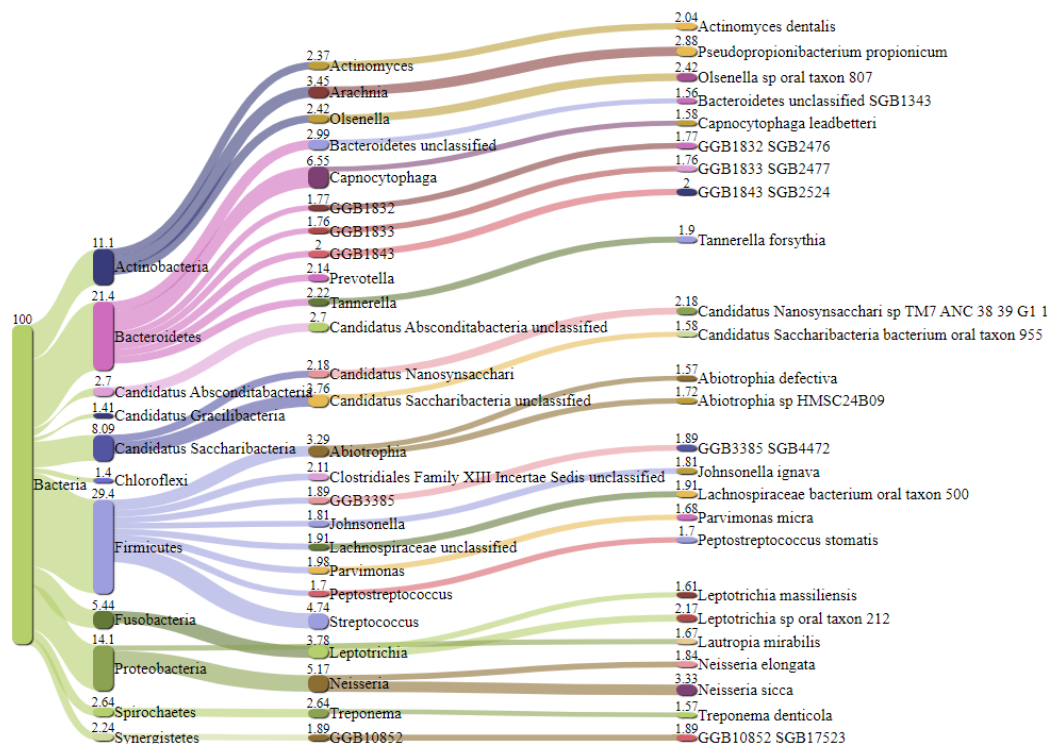 100
Bacteria
11.1
Actinobacteria
21.4
Bacteroidetes
2.7
Candidatus Absconditabacteria
1.41
Candidatus Gracilibacteria
8.09
Candidatus Saccharibacteria
1.4
Chloroflexi
29.4
Firmicutes
5.44
Fusobacteria
14.1
Proteobacteria
2.64
Spirochaetes
2.24
Synergistetes
2.37
Actinomyces
3.45
Arachnia
2.42
Olsenella
2.99
Bacteroidetes unclassified
6.55
Capnocytophaga
1.77
GGB1832
1.76
GGB1833
2
GGB1843
2.14
Prevotella
2.22
Tannerella
2.7
Candidatus Absconditabacteria unclassified
2.18
Candidatus Nanosynsacchari
3.76
Candidatus Saccharibacteria unclassified
3.29
Abiotrophia
2.11
Clostridiales Family XIII Incertae Sedis unclassified
1.89
GGB3385
1.81
Johnsonella
1.91
Lachnospiraceae unclassified
1.98
Parvimonas
1.7
Peptostreptococcus
4.74
Streptococcus
3.78
Leptotrichia
5.17
Neisseria
2.64
Treponema
1.89
GGB10852
2.04
Actinomyces dentalis
2.88
Pseudopropionibacterium propionicum
2.42
Olsenella sp oral taxon 807
1.56
Bacteroidetes unclassified SGB1343
1.58
Capnocytophaga leadbetteri
1.77
GGB1832 SGB2476
1.76
GGB1833 SGB2477
2
GGB1843 SGB2524
1.9
Tannerella forsythia
2.18
Candidatus Nanosynsacchari sp TM7 ANC 38 39 G1 1
1.58
Candidatus Saccharibacteria bacterium oral taxon 955
1.57
Abiotrophia defectiva
1.72
Abiotrophia sp HMSC24B09
1.89
GGB3385 SGB4472
1.81
Johnsonella ignava
1.91
Lachnospiraceae bacterium oral taxon 500
1.68
Parvimonas micra
1.7
Peptostreptococcus stomatis
1.61
Leptotrichia massiliensis
2.17
Leptotrichia sp oral taxon 212
1.67
Lautropia mirabilis
1.84
Neisseria elongata
3.33
Neisseria sicca
1.57
Treponema denticola
1.89
GGB10852 SGB17523